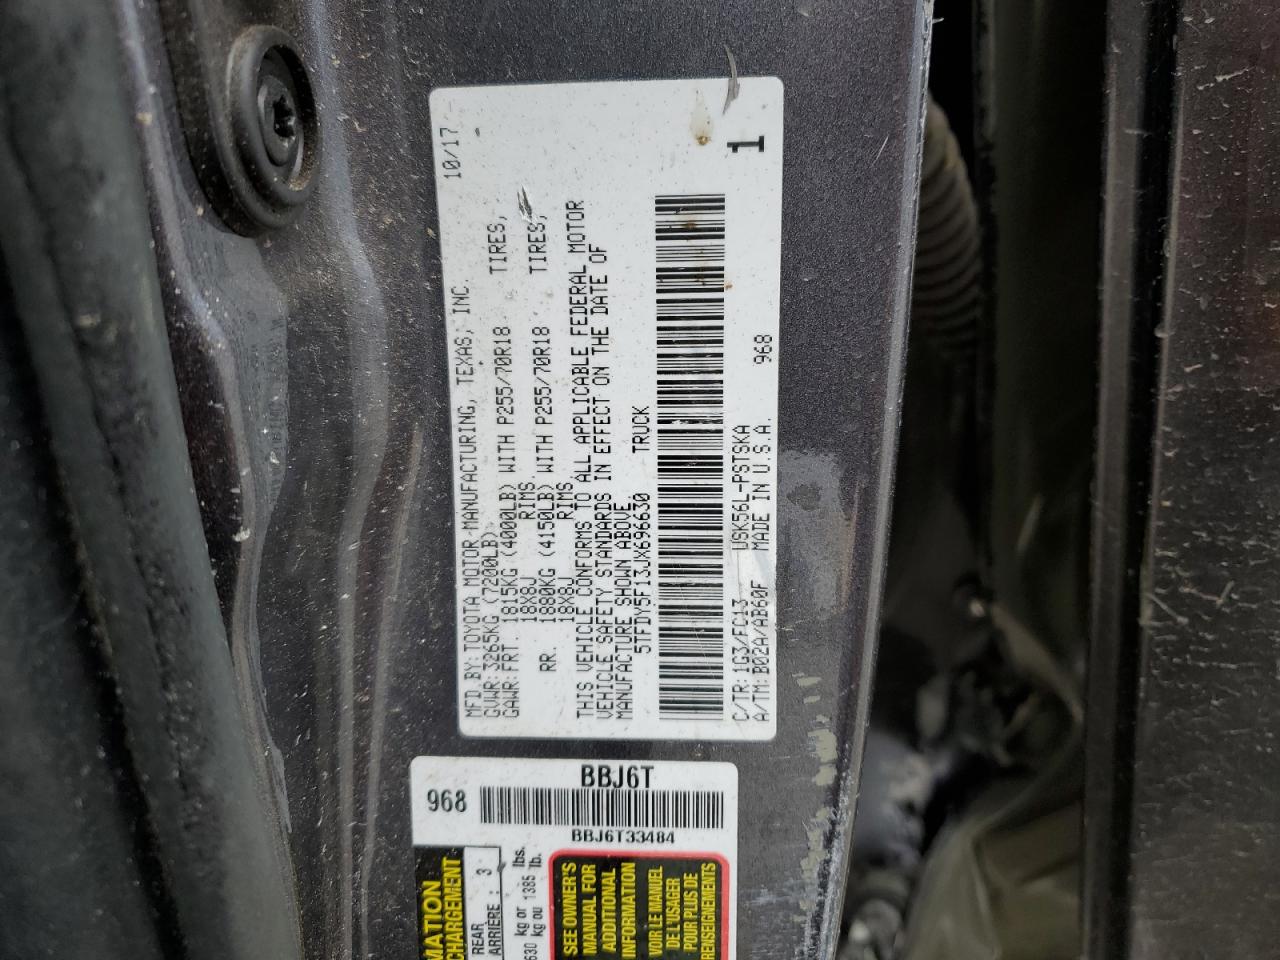 MFD.BY: TOYOTA MOTOR MANUFACTURING, TEXAS, INC. 10/17
GVWR: 3265KG (7200LB)
GAWR: FRT. 1815KG (4000LB) WITH P255/70R18 TIRES,
18X8J RIMS.
RR. 1880KG (4150LB) WITH P255/70R18 TIRES,
18X8J RIMS.
THIS VEHICLE CONFORMS TO ALL APPLICABLE FEDERAL MOTOR
VEHICLE SAFETY STANDARDS IN EFFECT ON THE DATE OF
MANUFACTURE SHOWN ABOVE
5TFDY5F13JX696630 TRUCK
1
C/TR: 1G3/FC13 USK56L-PSTSKA 968
A/TM: B02A/AB60F MADE IN U.S.A.
BBJ6T
968
BBJ6T33484
REAR
ARRIÈRE : 3
630 kg or 1385 lbs.
kg ou lb.
SEE OWNER'S
MANUAL FOR
ADDITIONAL
INFORMATION
VOIR LE MANUEL
DE L'USAGER
POUR PLUS DE
RENSEIGNEMENTS